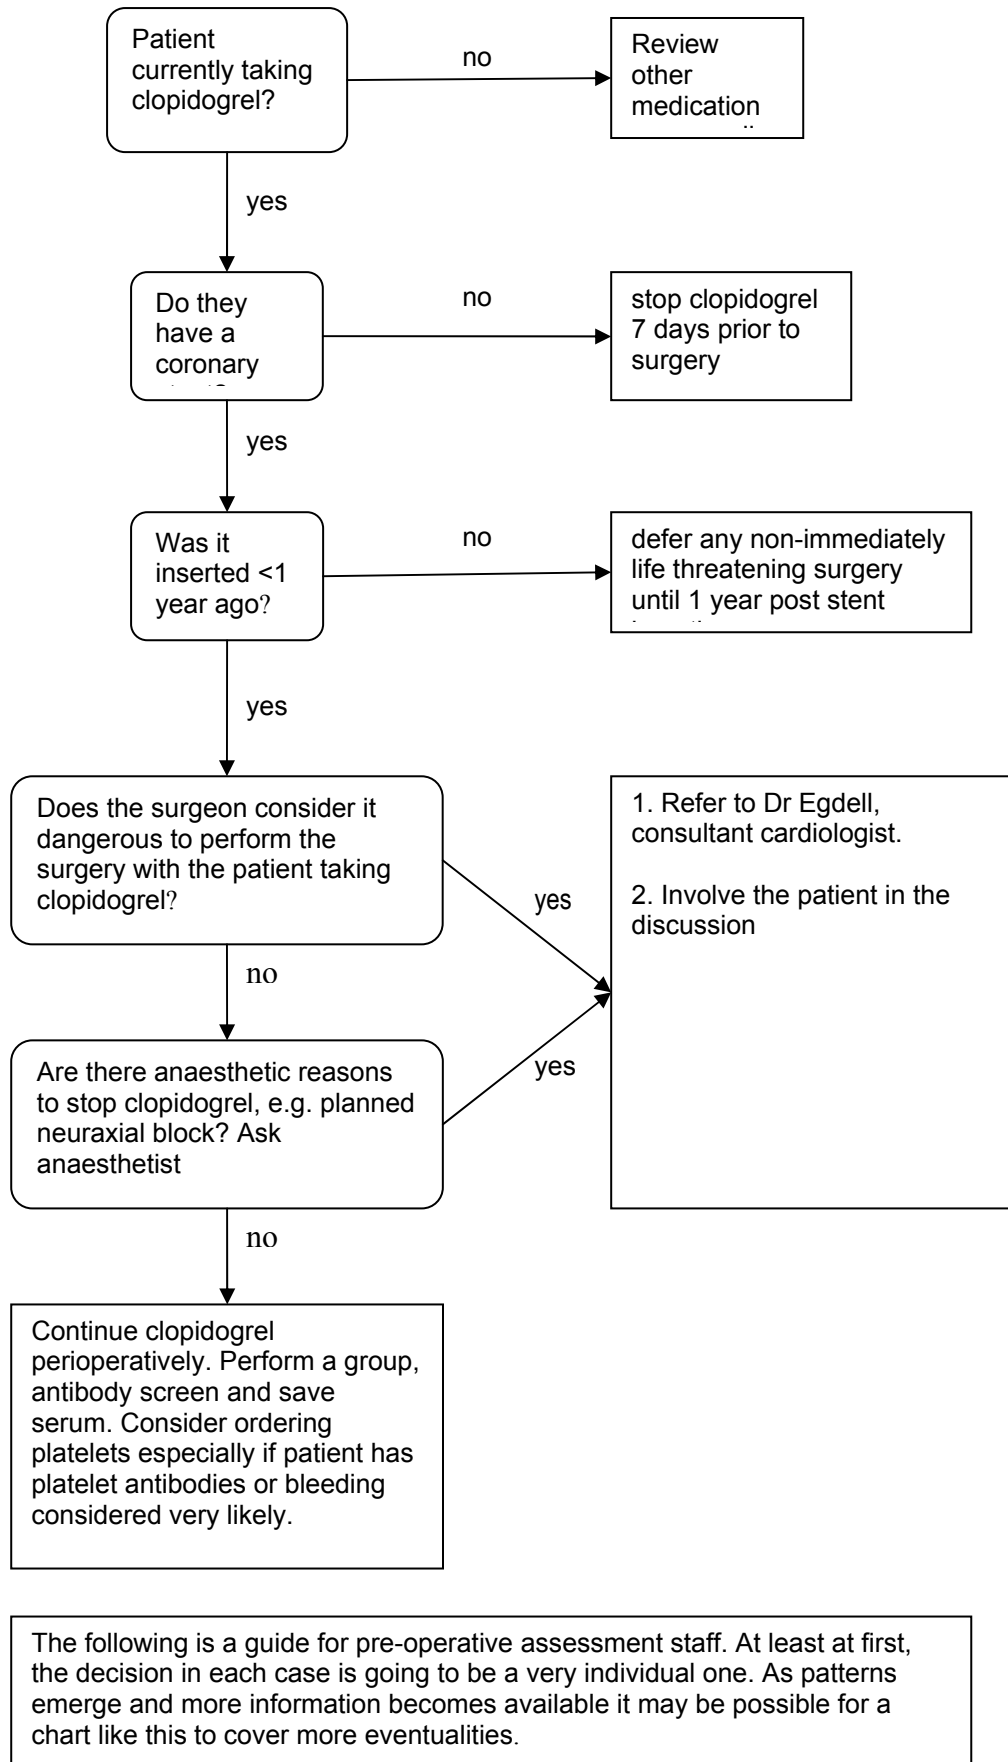 Patient
currently taking
clopidogrel?
no
Review
other
medication
yes
Do they
have a
coronary
no
stop clopidogrel
7 days prior to
surgery
yes
Was it
inserted <1
year ago?
no
defer any non-immediately
life threatening surgery
until 1 year post stent
yes
Does the surgeon consider it
dangerous to perform the
surgery with the patient taking
clopidogrel?
yes
1. Refer to Dr Egdell,
consultant cardiologist.
2. Involve the patient in the
discussion
no
Are there anaesthetic reasons
to stop clopidogrel, e.g. planned
neuraxial block? Ask
anaesthetist
yes
no
Continue clopidogrel
perioperatively. Perform a group,
antibody screen and save
serum. Consider ordering
platelets especially if patient has
platelet antibodies or bleeding
considered very likely.
The following is a guide for pre-operative assessment staff. At least at first,
the decision in each case is going to be a very individual one. As patterns
emerge and more information becomes available it may be possible for a
chart like this to cover more eventualities.